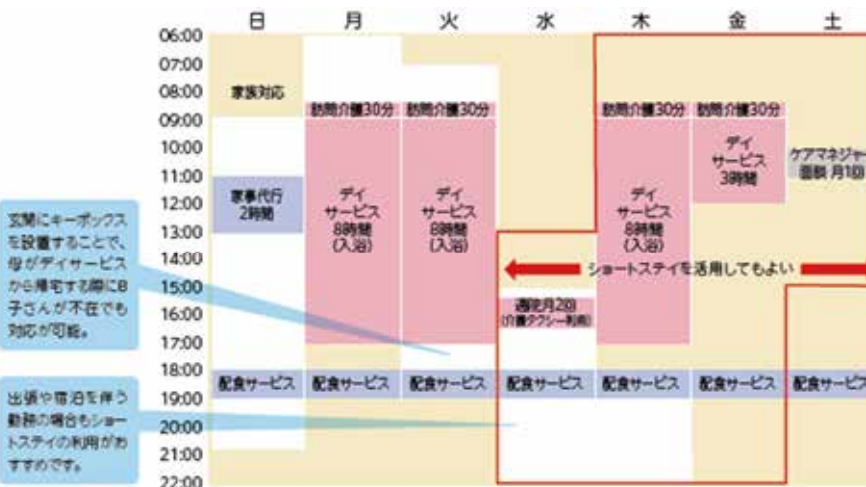 日 月 火 水 木 金 土
06:00
07:00
08:00
09:00
10:00
11:00
12:00
13:00
14:00
15:00
16:00
17:00
18:00
19:00
20:00
21:00
22:00
家族対応
家事代行
2時間
配食サービス
訪問介護30分
デイ
サービス
8時間
(入浴)
配食サービス
訪問介護30分
デイ
サービス
8時間
(入浴)
配食サービス
通院月2回
(介護タクシー利用)
配食サービス
訪問介護30分
デイ
サービス
8時間
(入浴)
配食サービス
訪問介護30分
デイ
サービス
3時間
配食サービス
ケアマネジャー
面談 月1回
配食サービス
ショートステイを活用してもよい
玄関にキーボックス
を設置することで、
母がデイサービス
から帰宅する際にB
子さんが不在でも
対応が可能。
出張や宿泊を伴う
勤務の場合もショー
トステイの利用がお
すすめです。